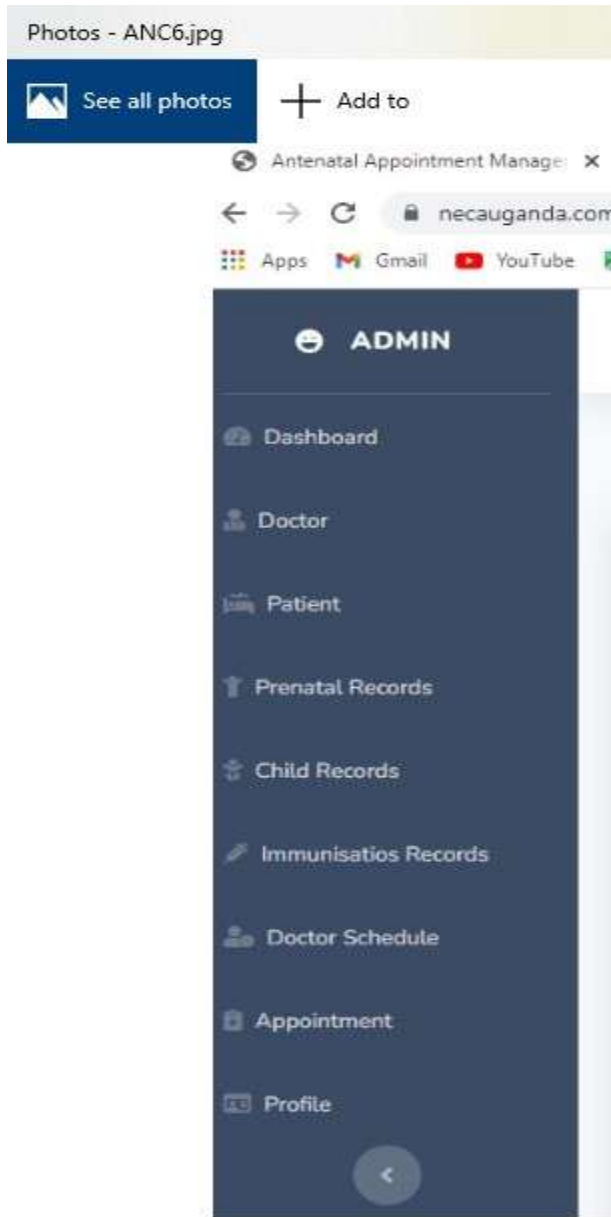 Photos - ANC6.jpg
See all photos
Add to
Antenatal Appointment Manage
necauganda.com
Apps Gmail YouTube
ADMIN
Dashboard
Doctor
Patient
Prenatal Records
Child Records
Immunisatios Records
Doctor Schedule
Appointment
Profile